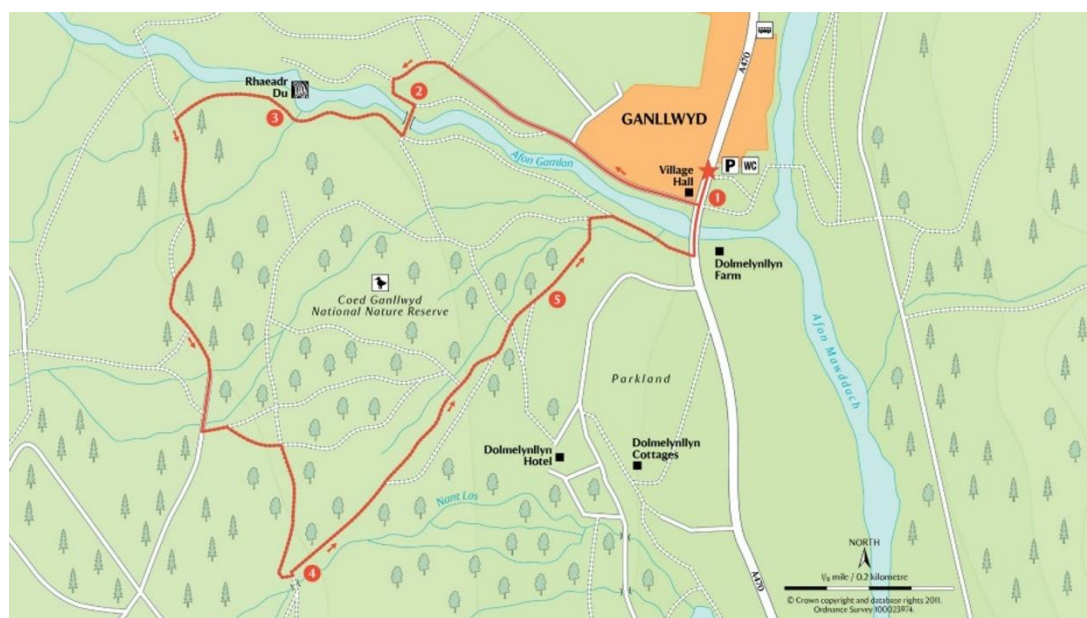 A470
Rhaeadr
Du
2
3
GANLLWYD
Afon Gamlan
Village
Hall
P
WC
1
Dolmelynllyn
Farm
Coed Ganllwyd
National Nature Reserve
5
Afon Mawddach
Parkland
Dolmelynllyn
Hotel
Dolmelynllyn
Cottages
Nant Las
4
NORTH
⅛ mile / 0.2 kilometre
A470
© Crown copyright and database rights 2011.
Ordnance Survey 100023974.